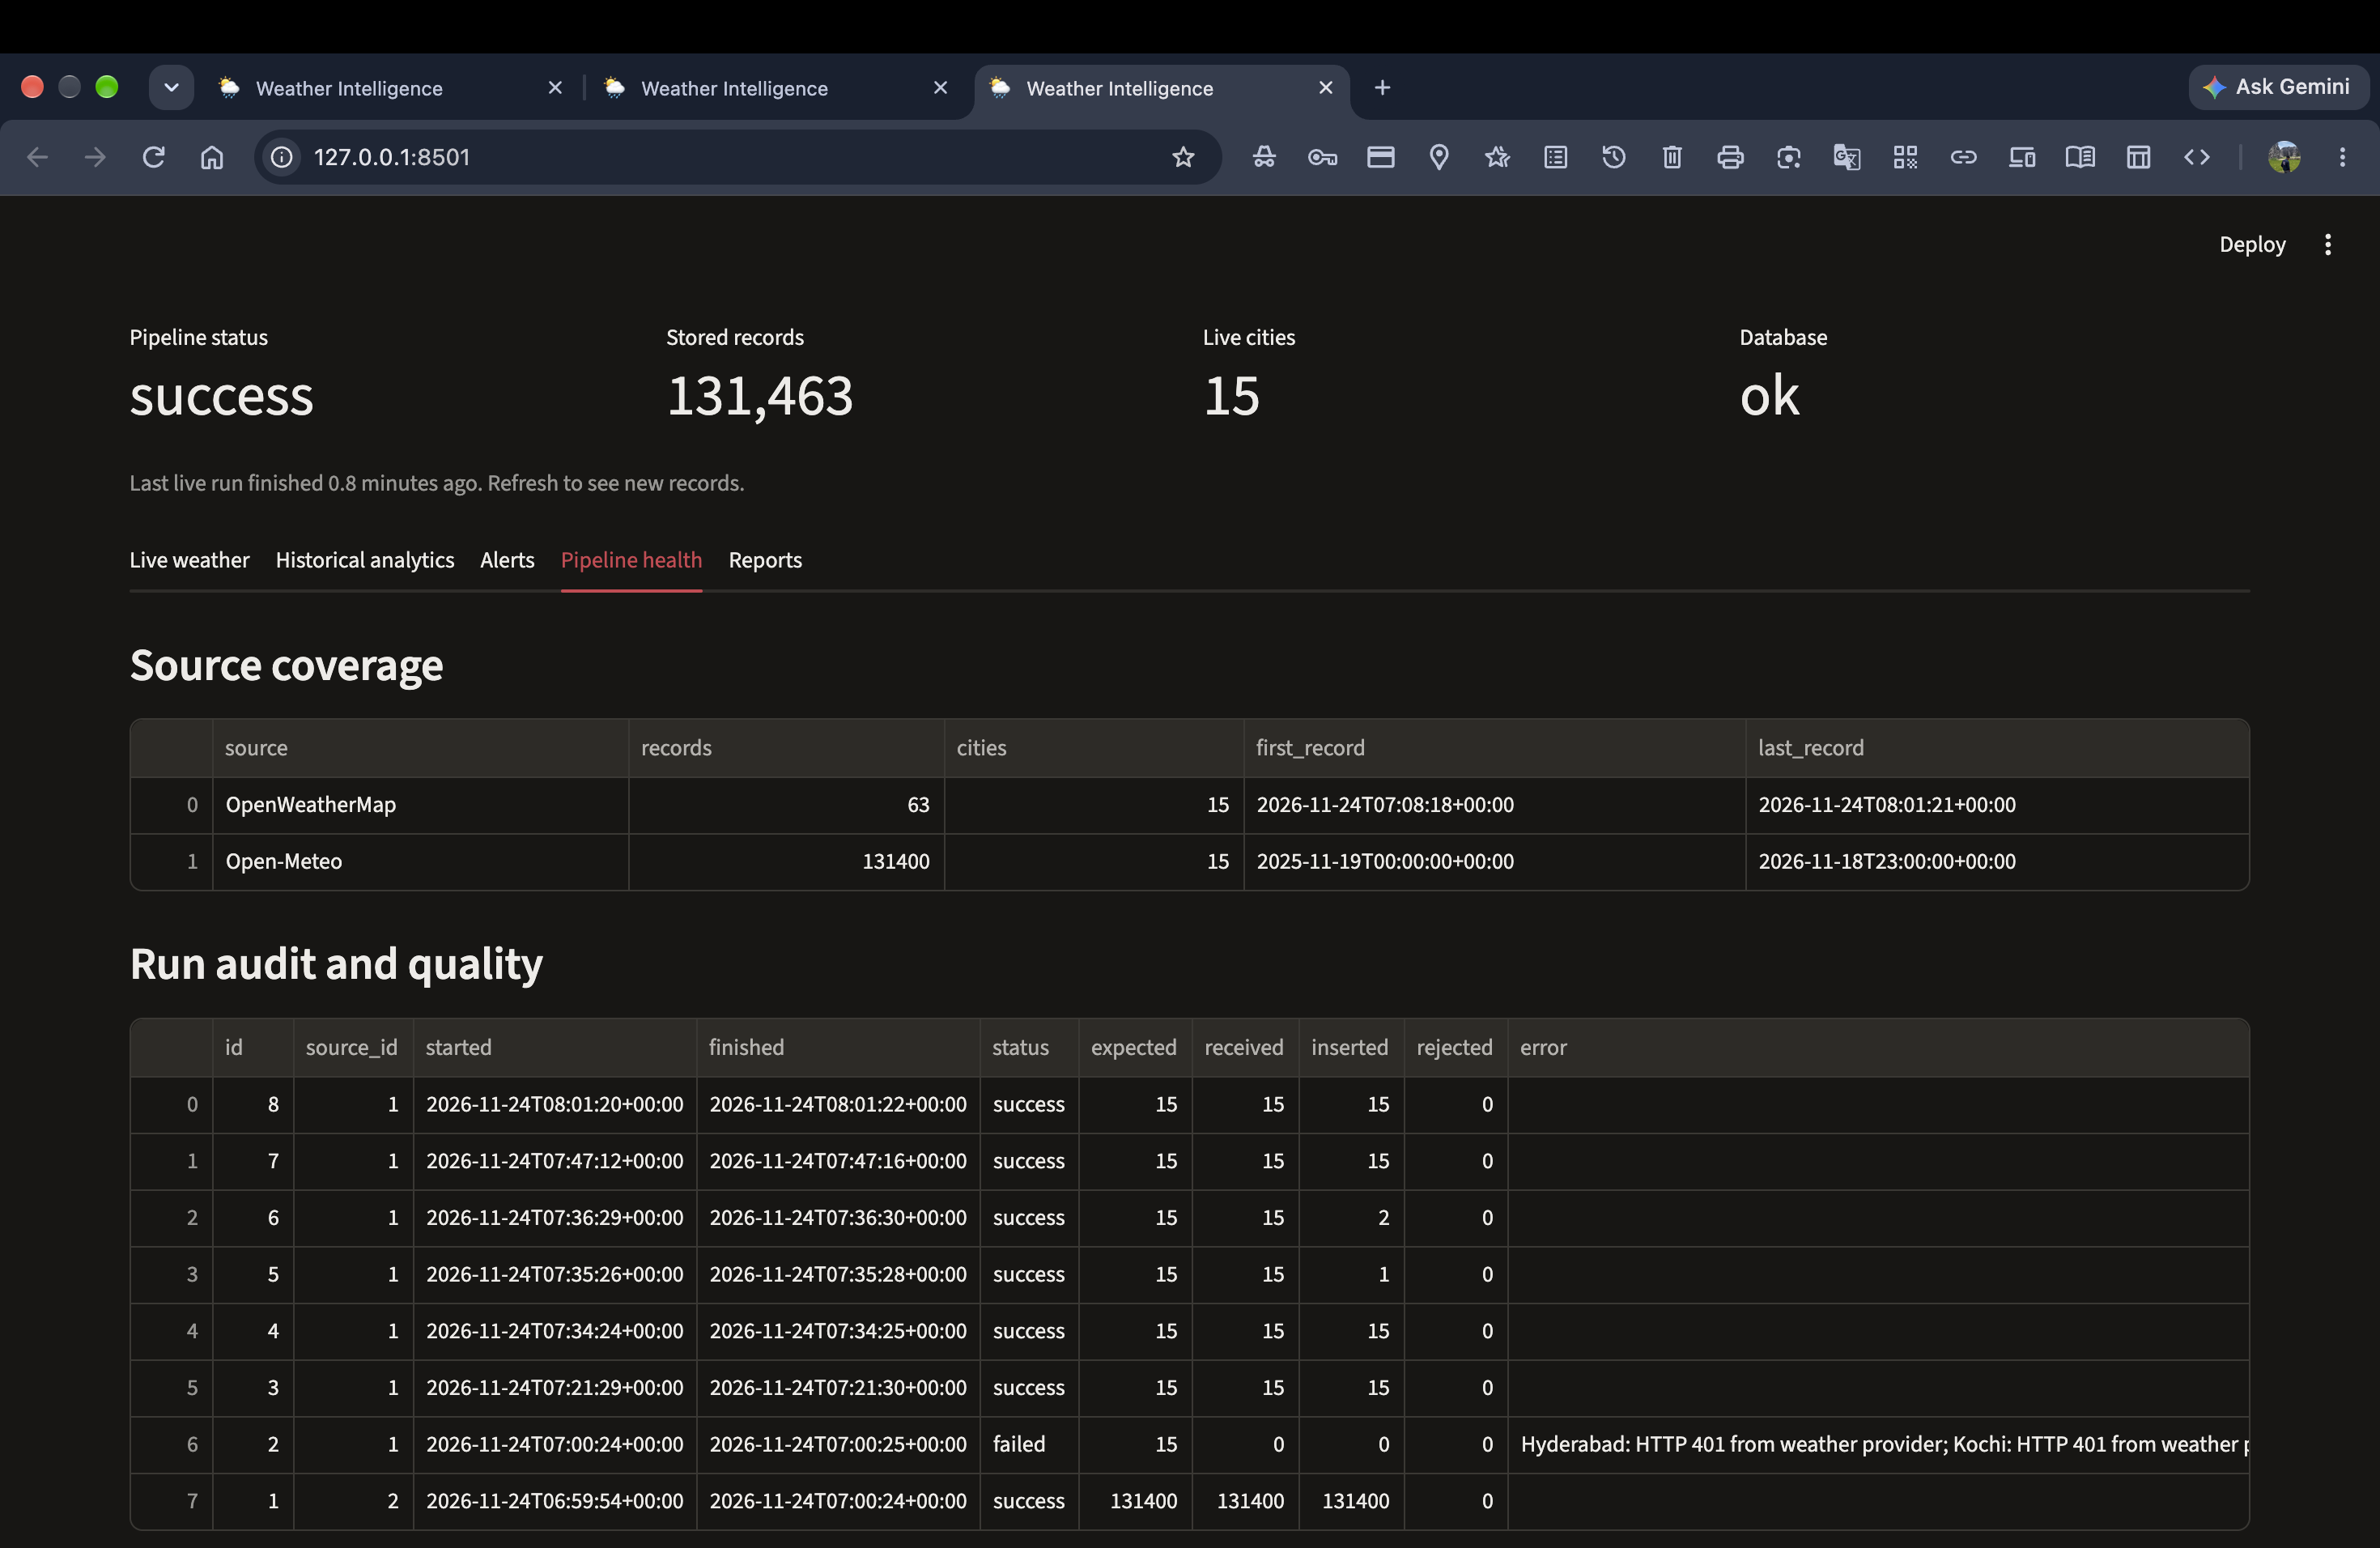 Weather Intelligence Weather Intelligence Weather Intelligence Ask Gemini
127.0.0.1:8501
Deploy
Pipeline status Stored records Live cities Database
success 131,463 15 ok
Last live run finished 0.8 minutes ago. Refresh to see new records.
Live weather Historical analytics Alerts Pipeline health Reports
Source coverage
source records cities first_record last_record
0 OpenWeatherMap 63 15 2026-11-24T07:08:18+00:00 2026-11-24T08:01:21+00:00
1 Open-Meteo 131400 15 2025-11-19T00:00:00+00:00 2026-11-18T23:00:00+00:00
Run audit and quality
id source_id started finished status expected received inserted rejected error
0 8 1 2026-11-24T08:01:20+00:00 2026-11-24T08:01:22+00:00 success 15 15 15 0
1 7 1 2026-11-24T07:47:12+00:00 2026-11-24T07:47:16+00:00 success 15 15 15 0
2 6 1 2026-11-24T07:36:29+00:00 2026-11-24T07:36:30+00:00 success 15 15 2 0
3 5 1 2026-11-24T07:35:26+00:00 2026-11-24T07:35:28+00:00 success 15 15 1 0
4 4 1 2026-11-24T07:34:24+00:00 2026-11-24T07:34:25+00:00 success 15 15 15 0
5 3 1 2026-11-24T07:21:29+00:00 2026-11-24T07:21:30+00:00 success 15 15 15 0
6 2 1 2026-11-24T07:00:24+00:00 2026-11-24T07:00:25+00:00 failed 15 0 0 0 Hyderabad: HTTP 401 from weather provider; Kochi: HTTP 401 from weather
7 1 2 2026-11-24T06:59:54+00:00 2026-11-24T07:00:24+00:00 success 131400 131400 131400 0